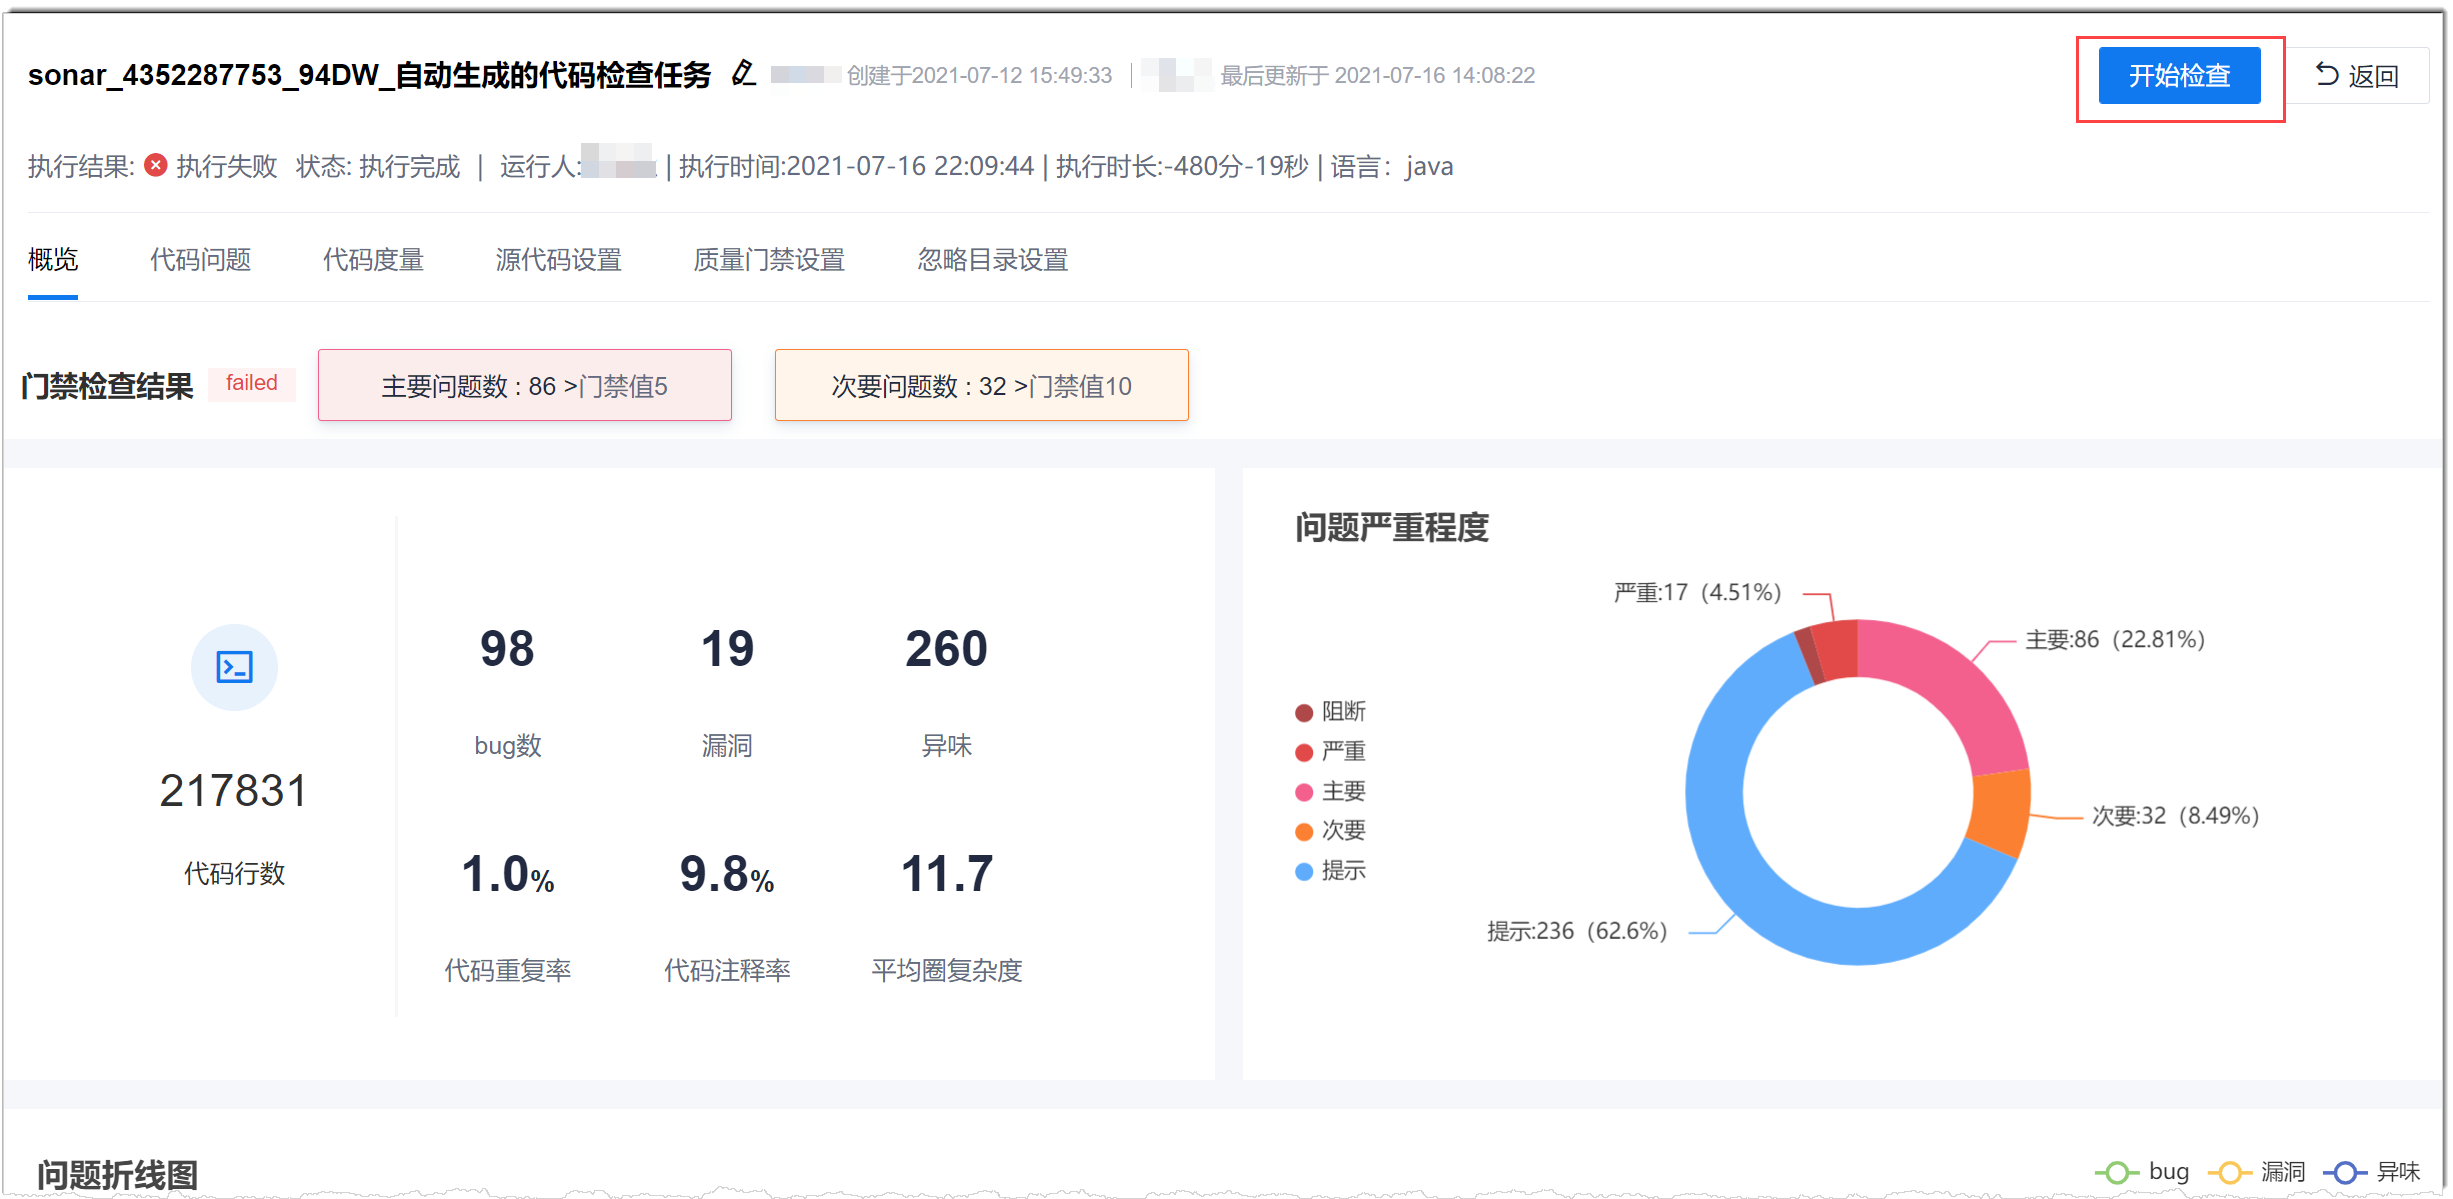 sonar_4352287753_94DW_自动生成的代码检查任务 创建于2021-07-12 15:49:33 最后更新于 2021-07-16 14:08:22 开始检查 返回
执行结果: 执行失败 状态: 执行完成 | 运行人: | 执行时间:2021-07-16 22:09:44 | 执行时长:-480分-19秒 | 语言：java
概览 代码问题 代码度量 源代码设置 质量门禁设置 忽略目录设置
门禁检查结果 failed 主要问题数 : 86 >门禁值5 次要问题数 : 32 >门禁值10
217831
代码行数
98 19 260
bug数 漏洞 异味
1.0% 9.8% 11.7
代码重复率 代码注释率 平均圈复杂度
问题严重程度
阻断
严重
主要
次要
提示
严重:17（4.51%）
主要:86（22.81%）
次要:32（8.49%）
提示:236（62.6%）
问题折线图
bug 漏洞 异味